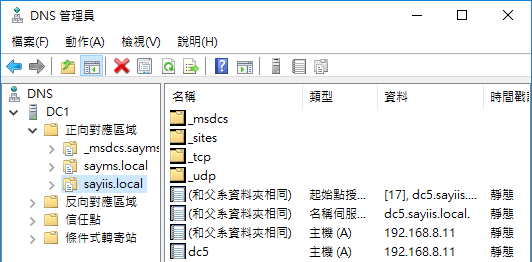 DNS 管理員
檔案(F) 動作(A) 檢視(V) 說明(H)
DNS
DC1
正向對應區域
_msdcs.sayms
sayms.local
sayiis.local
反向對應區域
信任點
條件式轉寄站
名稱 類型 資料 時間戳記
_msdcs
_sites
_tcp
_udp
(和父系資料夾相同) 起始點授... [17], dc5.sayiis.... 靜態
(和父系資料夾相同) 名稱伺服... dc5.sayiis.local. 靜態
(和父系資料夾相同) 主機 (A) 192.168.8.11 靜態
dc5 主機 (A) 192.168.8.11 靜態